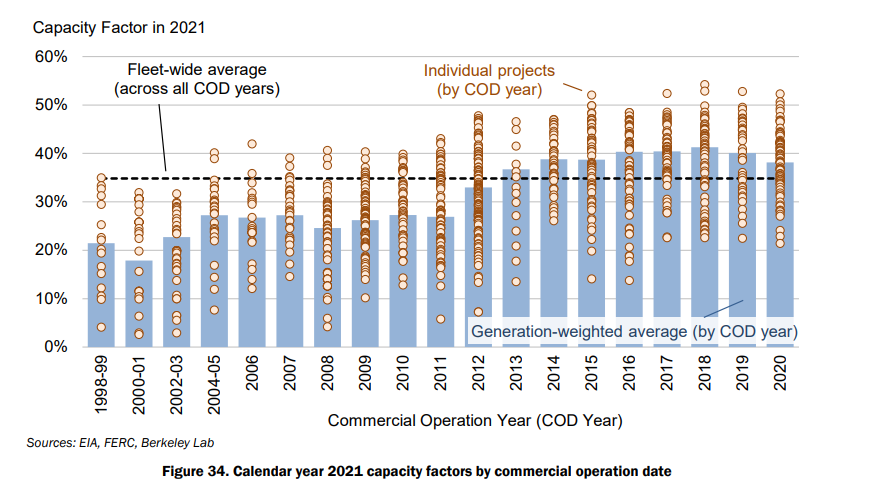 Capacity Factor in 2021
60%
50%
40%
30%
20%
10%
0%
Fleet-wide average
(across all COD years)
Individual projects
(by COD year)
Generation-weighted average (by COD year)
1998-99
2000-01
2002-03
2004-05
2006
2007
2008
2009
2010
2011
2012
2013
2014
2015
2016
2017
2018
2019
2020
Commercial Operation Year (COD Year)
Sources: EIA, FERC, Berkeley Lab
Figure 34. Calendar year 2021 capacity factors by commercial operation date